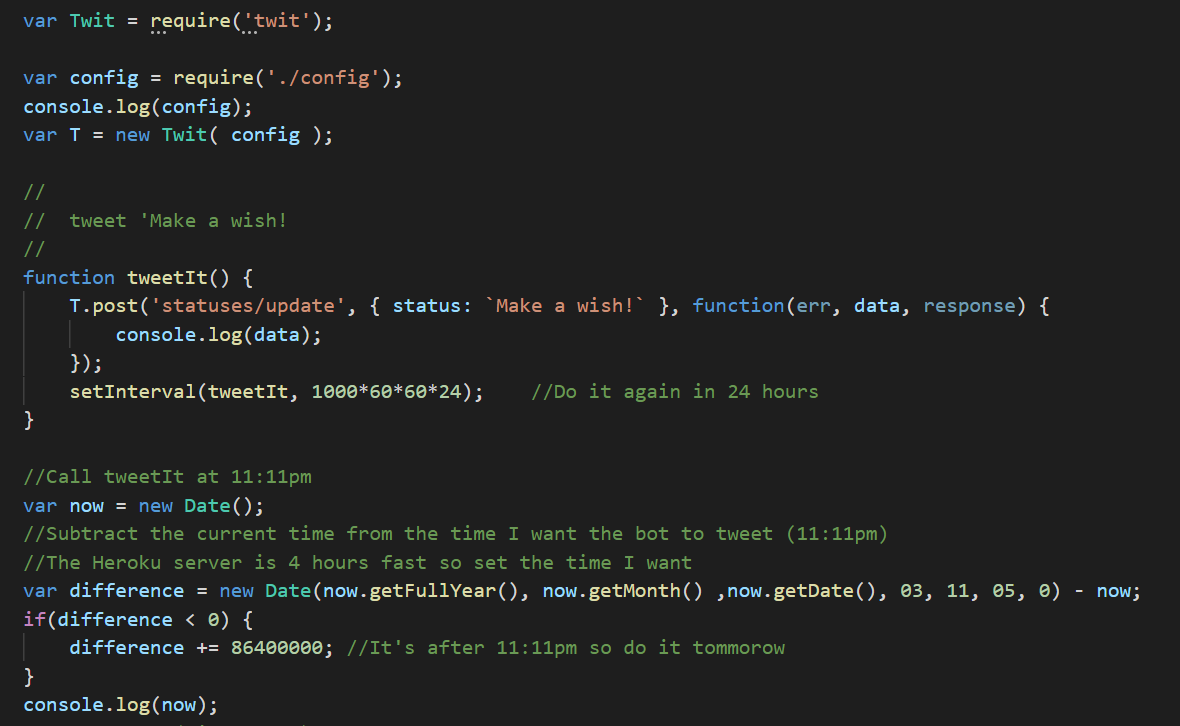 var Twit = require('twit');
var config = require('./config');
console.log(config);
var T = new Twit( config );
//
//  tweet 'Make a wish!
//
function tweetIt() {
    T.post('statuses/update', { status: `Make a wish!` }, function(err, data, response) {
        console.log(data);
    });
    setInterval(tweetIt, 1000*60*60*24);    //Do it again in 24 hours
}
//Call tweetIt at 11:11pm
var now = new Date();
//Subtract the current time from the time I want the bot to tweet (11:11pm)
//The Heroku server is 4 hours fast so set the time I want
var difference = new Date(now.getFullYear(), now.getMonth() ,now.getDate(), 03, 11, 05, 0) - now;
if(difference < 0) {
    difference += 86400000; //It's after 11:11pm so do it tommorow
}
console.log(now);